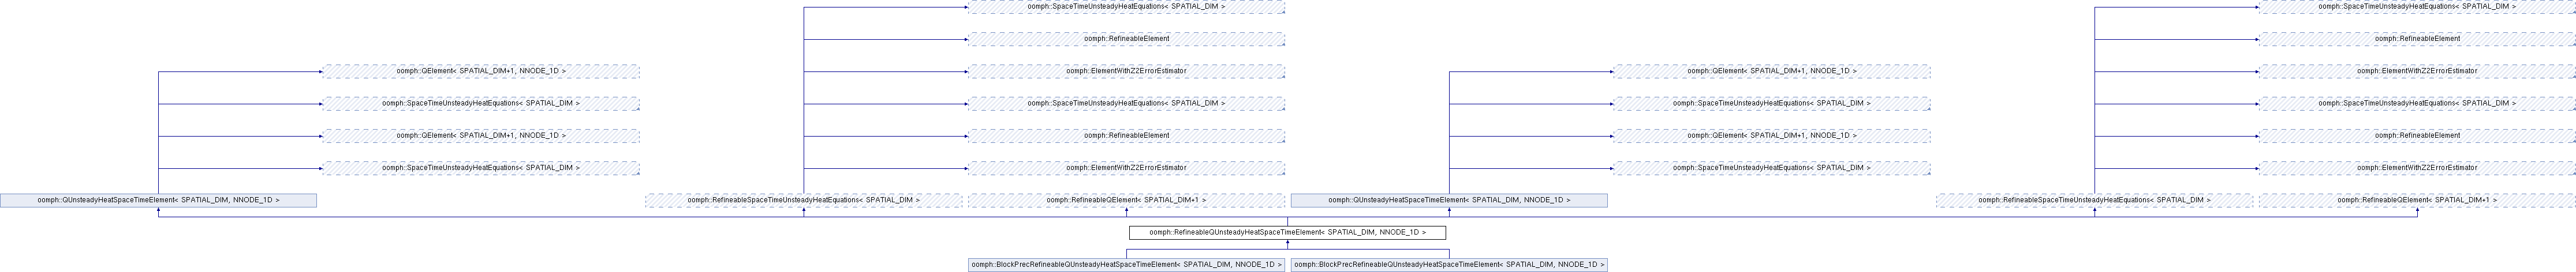 oomph::SpaceTimeUnsteadyHeatEquations< SPATIAL_DIM >
oomph::SpaceTimeUnsteadyHeatEquations< SPATIAL_DIM >
oomph::RefineableElement
oomph::RefineableElement
oomph::QElement< SPATIAL_DIM+1, NNODE_1D >
oomph::ElementWithZ2ErrorEstimator
oomph::QElement< SPATIAL_DIM+1, NNODE_1D >
oomph::ElementWithZ2ErrorEstimator
oomph::SpaceTimeUnsteadyHeatEquations< SPATIAL_DIM >
oomph::SpaceTimeUnsteadyHeatEquations< SPATIAL_DIM >
oomph::SpaceTimeUnsteadyHeatEquations< SPATIAL_DIM >
oomph::SpaceTimeUnsteadyHeatEquations< SPATIAL_DIM >
oomph::QElement< SPATIAL_DIM+1, NNODE_1D >
oomph::RefineableElement
oomph::QElement< SPATIAL_DIM+1, NNODE_1D >
oomph::RefineableElement
oomph::SpaceTimeUnsteadyHeatEquations< SPATIAL_DIM >
oomph::ElementWithZ2ErrorEstimator
oomph::SpaceTimeUnsteadyHeatEquations< SPATIAL_DIM >
oomph::ElementWithZ2ErrorEstimator
oomph::QUnsteadyHeatSpaceTimeElement< SPATIAL_DIM, NNODE_1D >
oomph::RefineableSpaceTimeUnsteadyHeatEquations< SPATIAL_DIM >
oomph::RefineableQElement< SPATIAL_DIM+1 >
oomph::QUnsteadyHeatSpaceTimeElement< SPATIAL_DIM, NNODE_1D >
oomph::RefineableSpaceTimeUnsteadyHeatEquations< SPATIAL_DIM >
oomph::RefineableQElement< SPATIAL_DIM+1 >
oomph::RefineableQUnsteadyHeatSpaceTimeElement< SPATIAL_DIM, NNODE_1D >
oomph::BlockPrecRefineableQUnsteadyHeatSpaceTimeElement< SPATIAL_DIM, NNODE_1D >
oomph::BlockPrecRefineableQUnsteadyHeatSpaceTimeElement< SPATIAL_DIM, NNODE_1D >